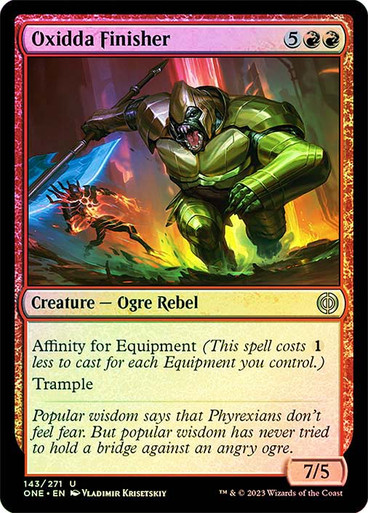 Oxidda Finisher 5
Creature — Ogre Rebel
Affinity for Equipment (This spell costs 1
less to cast for each Equipment you control.)
Trample
Popular wisdom says that Phyrexians don't
feel fear. But popular wisdom has never tried
to hold a bridge against an angry ogre.
7/5
143/271 U
ONE • EN Vladimir Krisetskiy
™ & © 2023 Wizards of the Coast